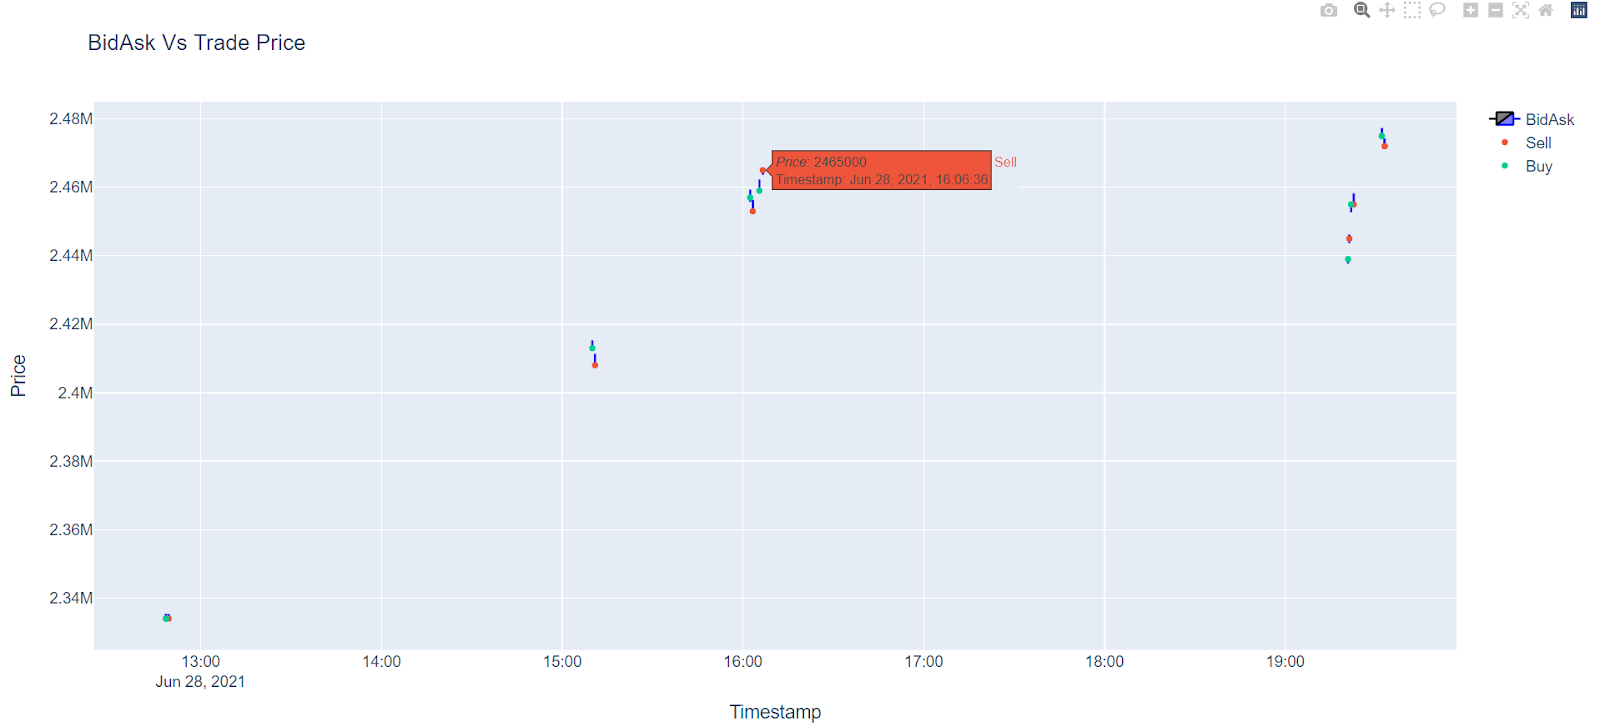 BidAsk Vs Trade Price
2.48M
2.46M
2.44M
2.42M
2.4M
2.38M
2.36M
2.34M
Price
Price: 2465000
Timestamp: Jun 28, 2021, 16:06:36
Sell
BidAsk
Sell
Buy
13:00 14:00 15:00 16:00 17:00 18:00 19:00
Jun 28, 2021
Timestamp